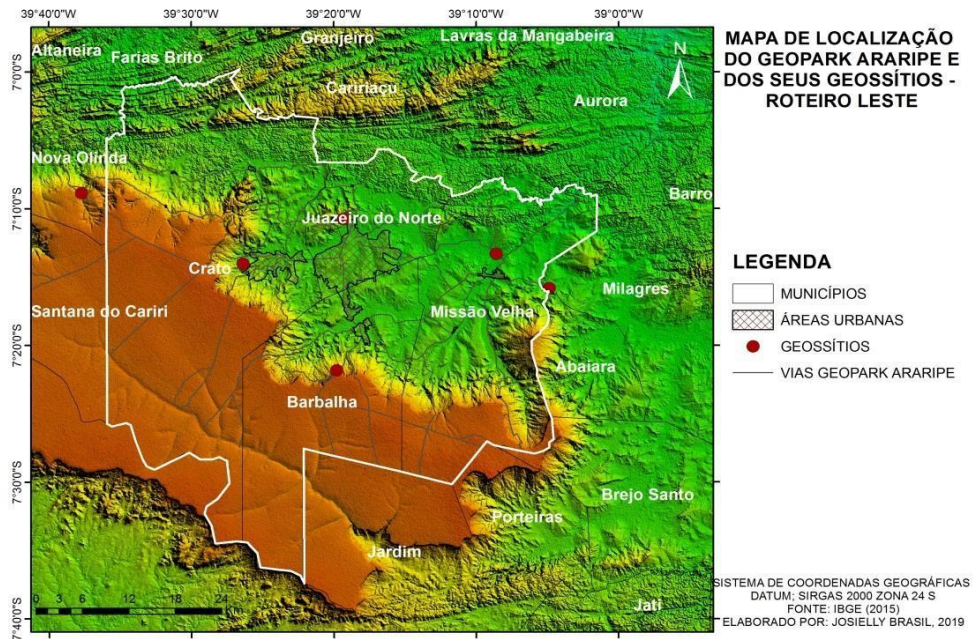 39°40'0"W 39°30'0"W 39°20'0"W 39°10'0"W 39°0'0"W
MAPA DE LOCALIZAÇÃO
DO GEOPARK ARARIPE E
DOS SEUS GEOSSÍTIOS -
ROTEIRO LESTE
Altaneira
Farias Brito
Granjeiro
Lavras da Mangabeira
N
Caririaçu
Aurora
Nova Olinda
Barro
Juazeiro do Norte
Crato
Santana do Cariri
Missão Velha
Milagres
Abaiara
Barbalha
Brejo Santo
Porteiras
Jardim
Jati
7°0'0"S
7°10'0"S
7°20'0"S
7°30'0"S
7°40'0"S
0 3 6 12 18 24
LEGENDA
MUNICÍPIOS
ÁREAS URBANAS
GEOSSÍTIOS
VIAS GEOPARK ARARIPE
SISTEMA DE COORDENADAS GEOGRÁFICAS
DATUM; SIRGAS 2000 ZONA 24 S
FONTE: IBGE (2015)
ELABORADO POR: JOSIELLY BRASIL, 2019